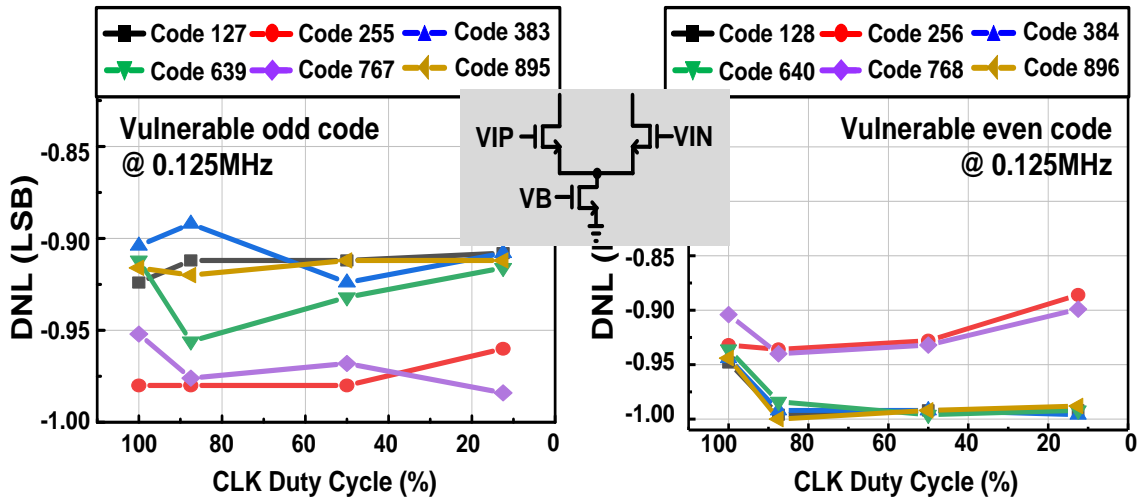 Code 127 Code 255 Code 383
Code 639 Code 767 Code 895
Vulnerable odd code
@ 0.125MHz
DNL (LSB)
-0.85
-0.90
-0.95
-1.00
100 80 60 40 20 0
CLK Duty Cycle (%)
VIP VIN
VB
Code 128 Code 256 Code 384
Code 640 Code 768 Code 896
Vulnerable even code
@ 0.125MHz
DNL
-0.85
-0.90
-0.95
-1.00
100 80 60 40 20 0
CLK Duty Cycle (%)